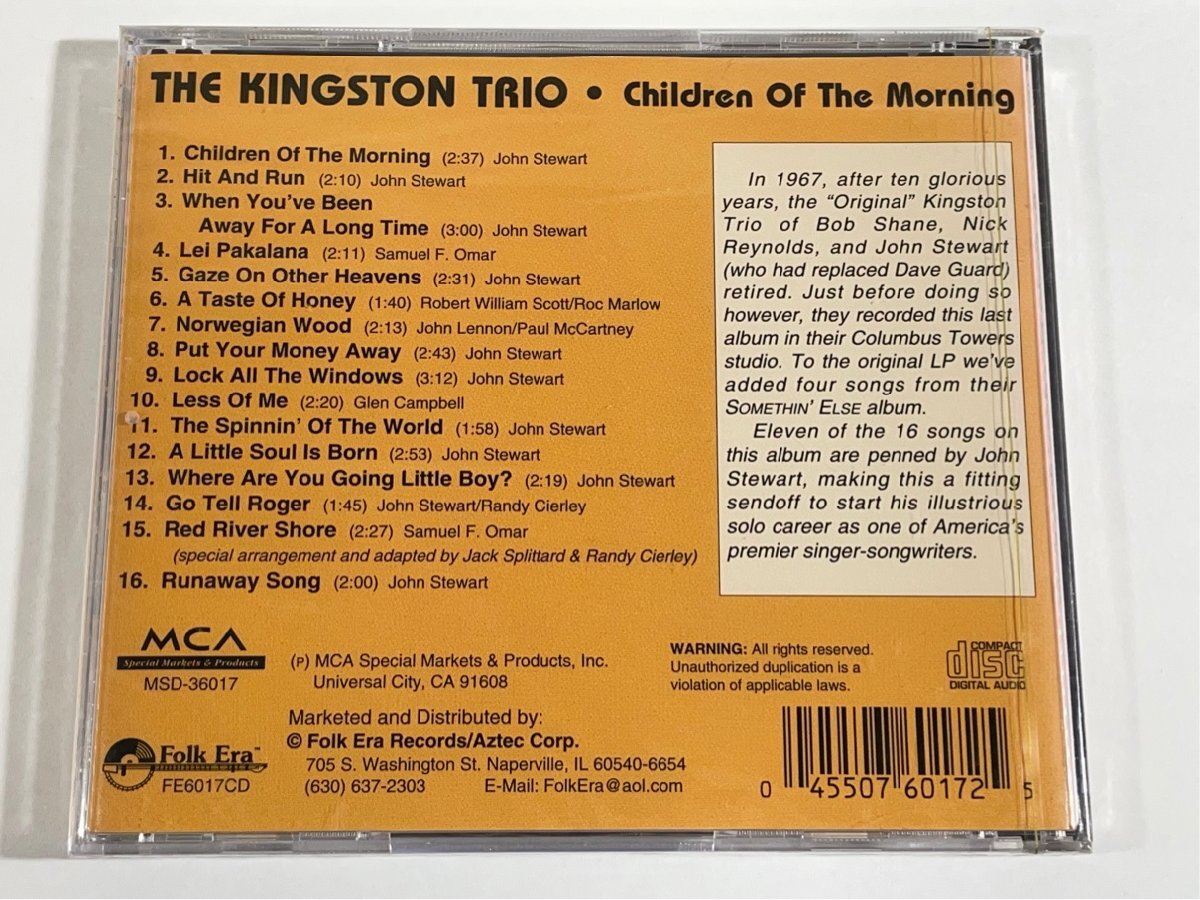 THE KINGSTON TRIO • Children Of The Morning
1. Children Of The Morning (2:37) John Stewart
2. Hit And Run (2:10) John Stewart
3. When You've Been
Away For A Long Time (3:00) John Stewart
4. Lei Pakalana (2:11) Samuel F. Omar
5. Gaze On Other Heavens (2:31) John Stewart
6. A Taste Of Honey (1:40) Robert William Scott/Roc Marlow
7. Norwegian Wood (2:13) John Lennon/Paul McCartney
8. Put Your Money Away (2:43) John Stewart
9. Lock All The Windows (3:12) John Stewart
10. Less Of Me (2:20) Glen Campbell
11. The Spinnin' Of The World (1:58) John Stewart
12. A Little Soul Is Born (2:53) John Stewart
13. Where Are You Going Little Boy? (2:19) John Stewart
14. Go Tell Roger (1:45) John Stewart/Randy Cierley
15. Red River Shore (2:27) Samuel F. Omar
(special arrangement and adapted by Jack Splittard & Randy Cierley)
16. Runaway Song (2:00) John Stewart
In 1967, after ten glorious
years, the "Original" Kingston
Trio of Bob Shane, Nick
Reynolds, and John Stewart
(who had replaced Dave Guard)
retired. Just before doing so
however, they recorded this last
album in their Columbus Towers
studio. To the original LP we've
added four songs from their
SOMETHIN' ELSE album.
Eleven of the 16 songs on
this album are penned by John
Stewart, making this a fitting
sendoff to start his illustrious
solo career as one of America's
premier singer-songwriters.
MCA
Special Markets & Products
MSD-36017
(P) MCA Special Markets & Products, Inc.
Universal City, CA 91608
WARNING: All rights reserved.
Unauthorized duplication is a
violation of applicable laws.
COMPACT
disc
DIGITAL AUDIO
Marketed and Distributed by:
© Folk Era Records/Aztec Corp.
705 S. Washington St. Naperville, IL 60540-6654
(630) 637-2303 E-Mail: FolkEra@aol.com
Folk Era™
FE6017CD
0 45507 60172 5